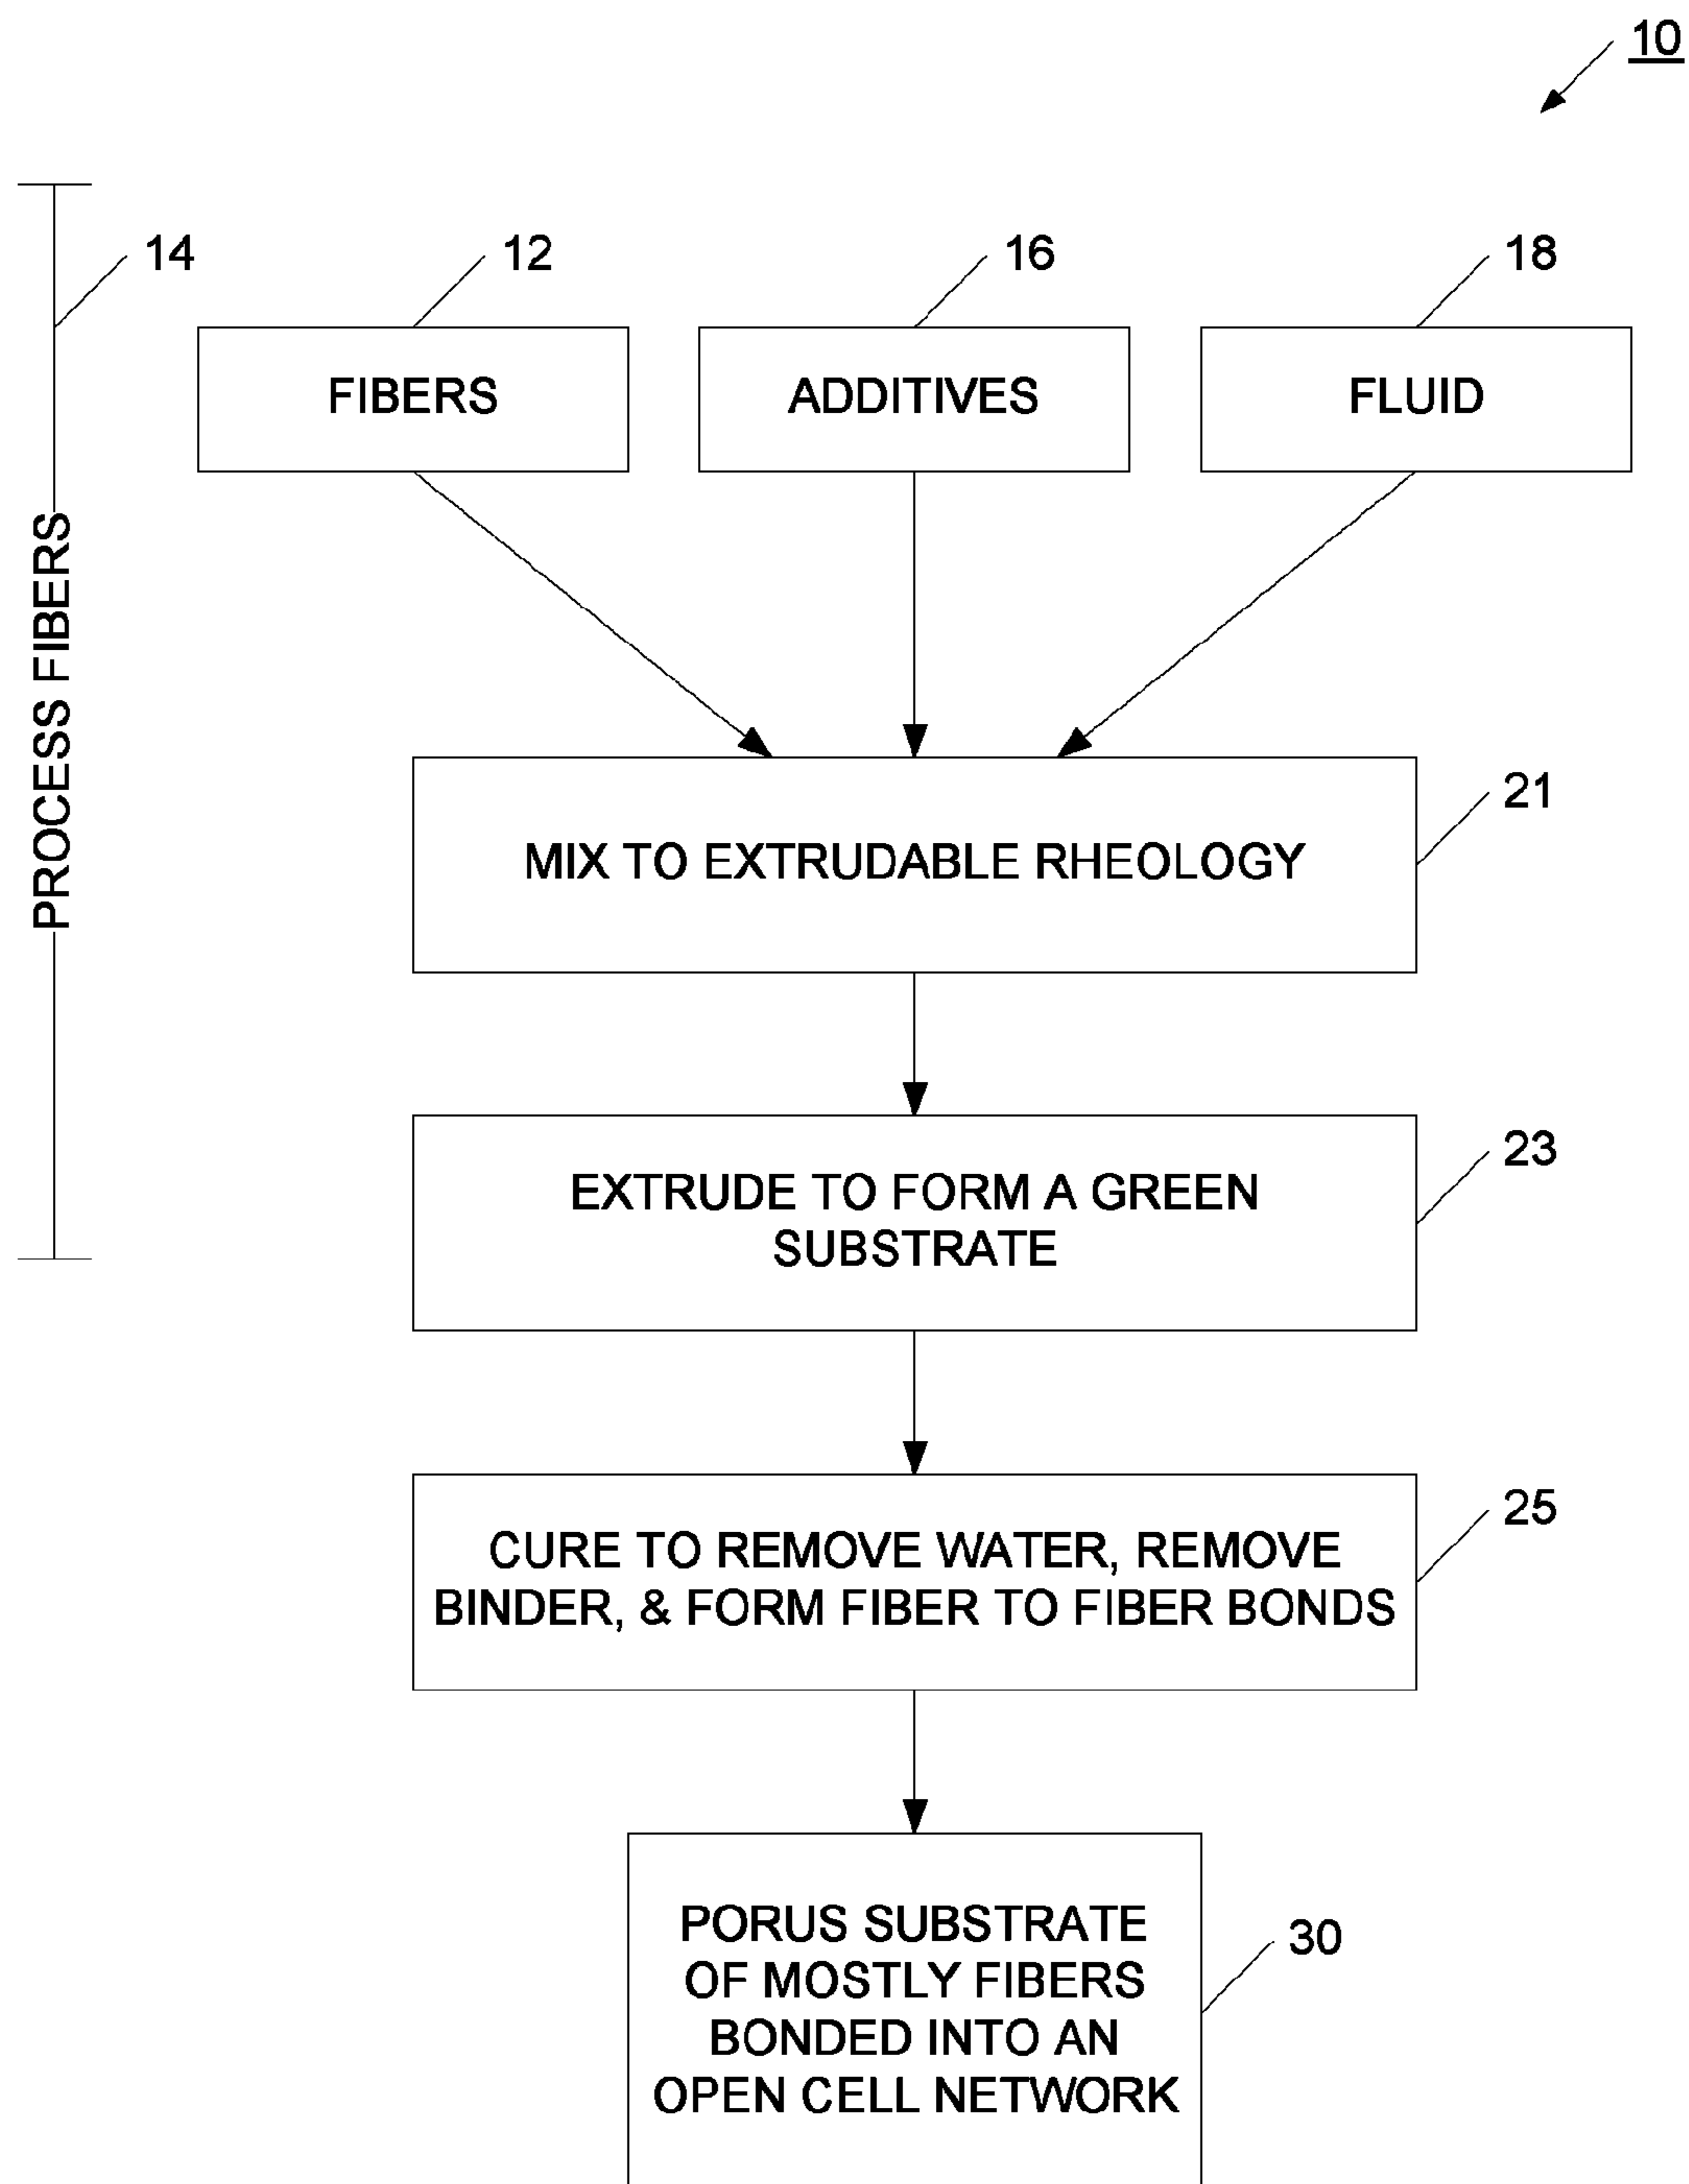 10
14
12
16
18
FIBERS
ADDITIVES
FLUID
PROCESS FIBERS
21
MIX TO EXTRUDABLE RHEOLOGY
23
EXTRUDE TO FORM A GREEN
SUBSTRATE
25
CURE TO REMOVE WATER, REMOVE
BINDER, & FORM FIBER TO FIBER BONDS
30
PORUS SUBSTRATE
OF MOSTLY FIBERS
BONDED INTO AN
OPEN CELL NETWORK